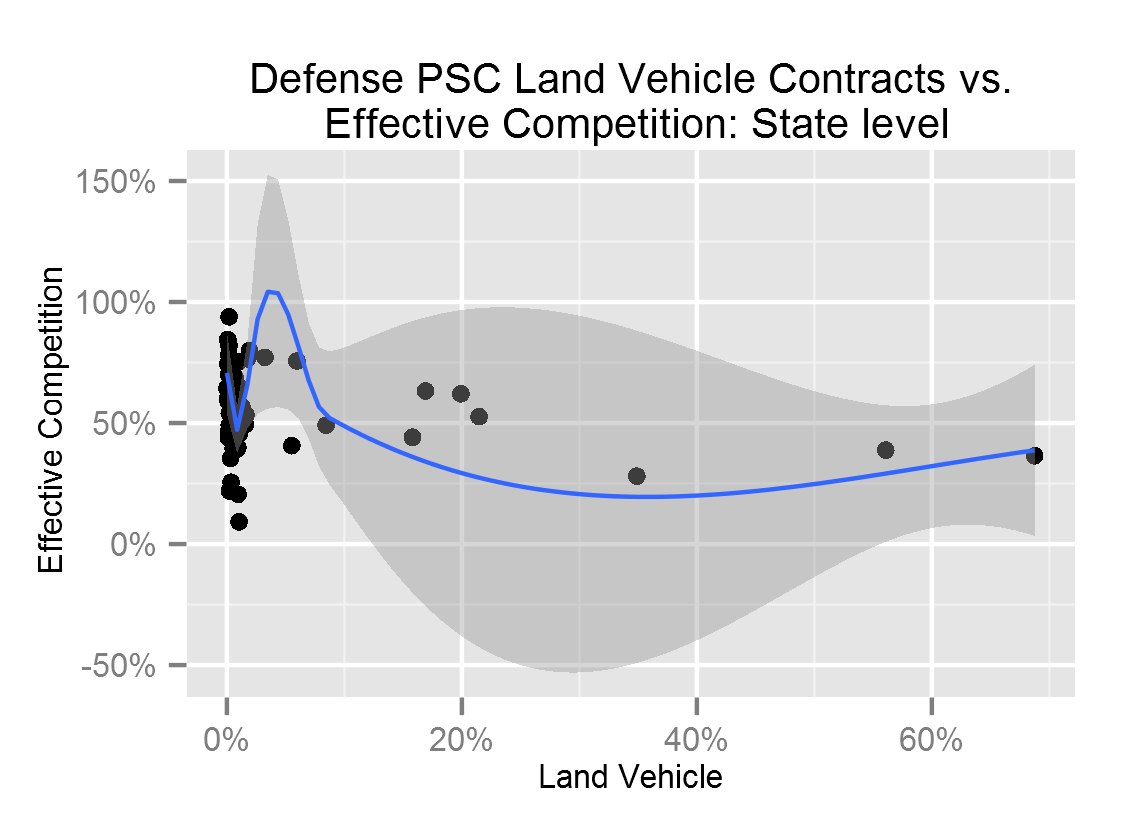 Defense PSC Land Vehicle Contracts vs.
Effective Competition: State level
Effective Competition
150%
100%
50%
0%
-50%
0% 20% 40% 60%
Land Vehicle